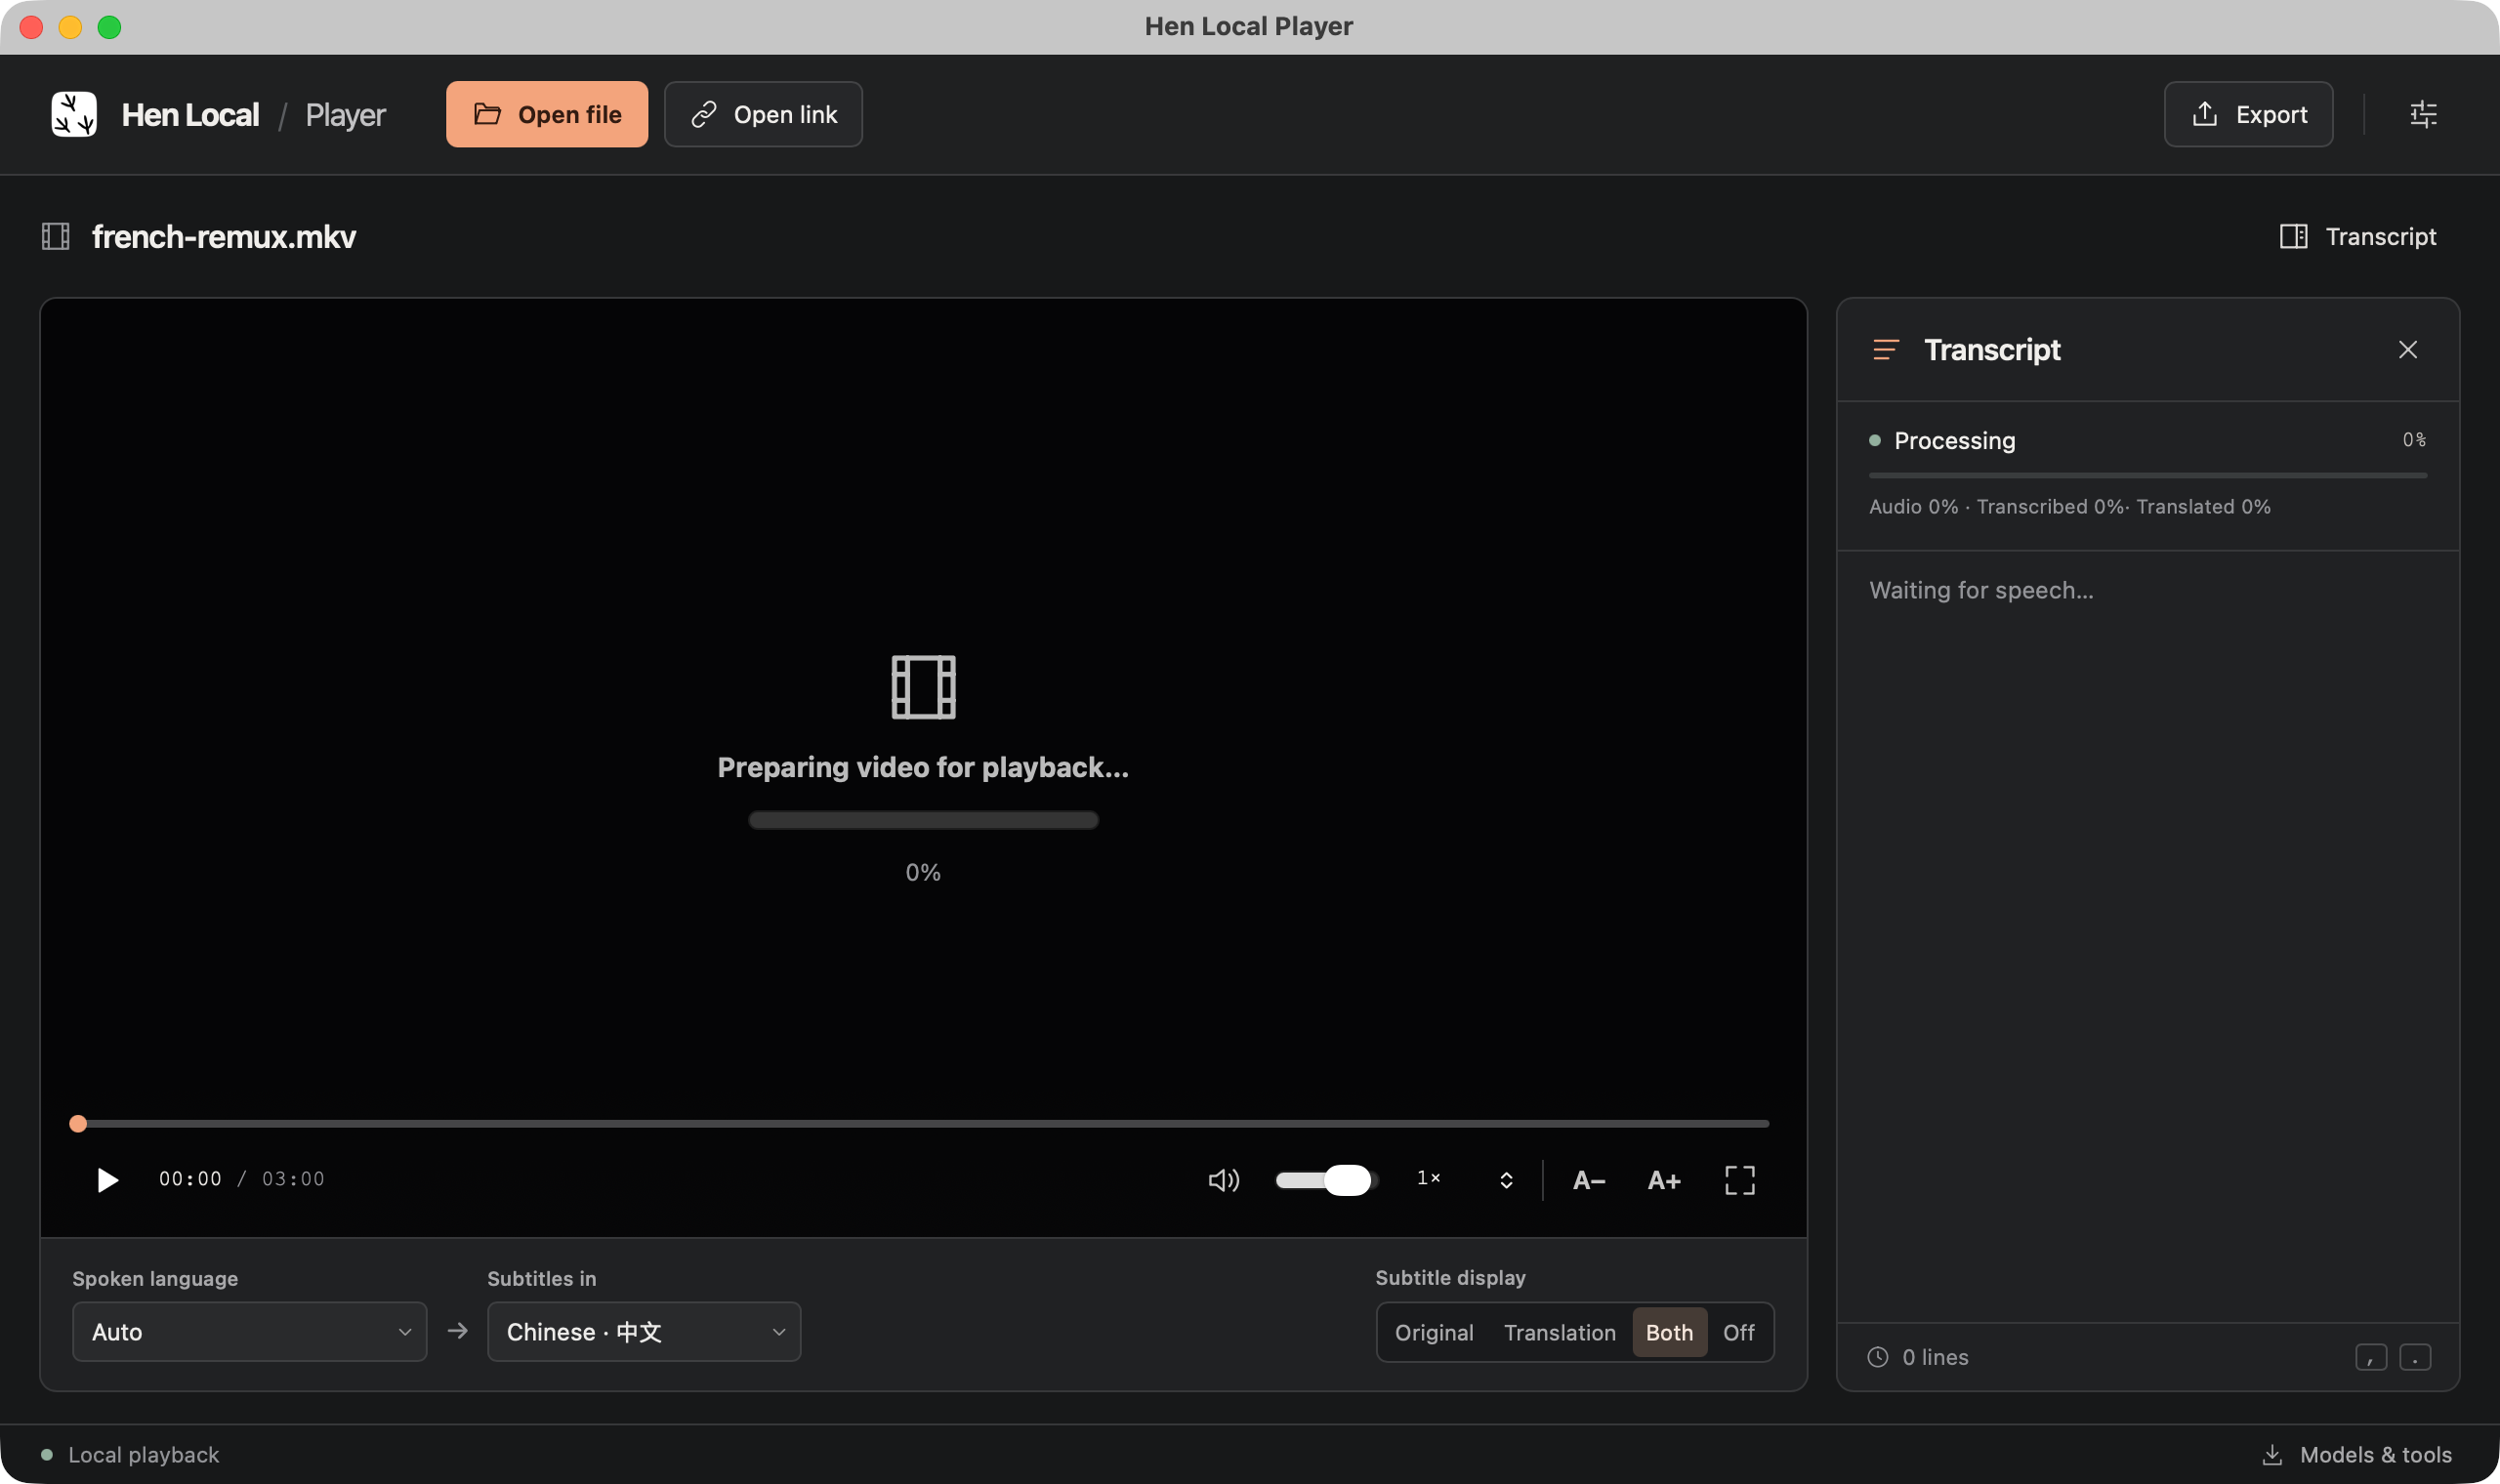 Hen Local Player
Hen Local / Player
Open file
Open link
Export
french-remux.mkv
Transcript
Preparing video for playback...
0%
00:00 / 03:00
1×
A–
A+
Spoken language
Auto
Subtitles in
Chinese · 中文
Subtitle display
Original
Translation
Both
Off
Transcript
Processing
0%
Audio 0% · Transcribed 0%· Translated 0%
Waiting for speech...
0 lines
,
.
Local playback
Models & tools